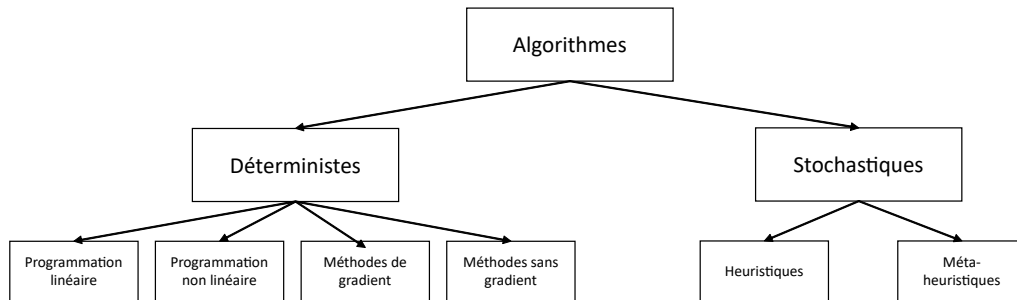 Algorithmes
Déterministes
Stochastiques
Programmation
linéaire
Programmation
non linéaire
Méthodes de
gradient
Méthodes sans
gradient
Heuristiques
Méta-
heuristiques